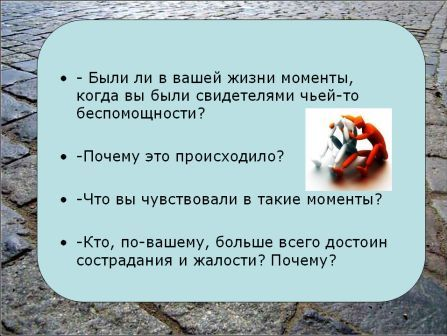 • - Были ли в вашей жизни моменты,
когда вы были свидетелями чьей-то
беспомощности?
• -Почему это происходило?
• -Что вы чувствовали в такие моменты?
• -Кто, по-вашему, больше всего достоин
сострадания и жалости? Почему?